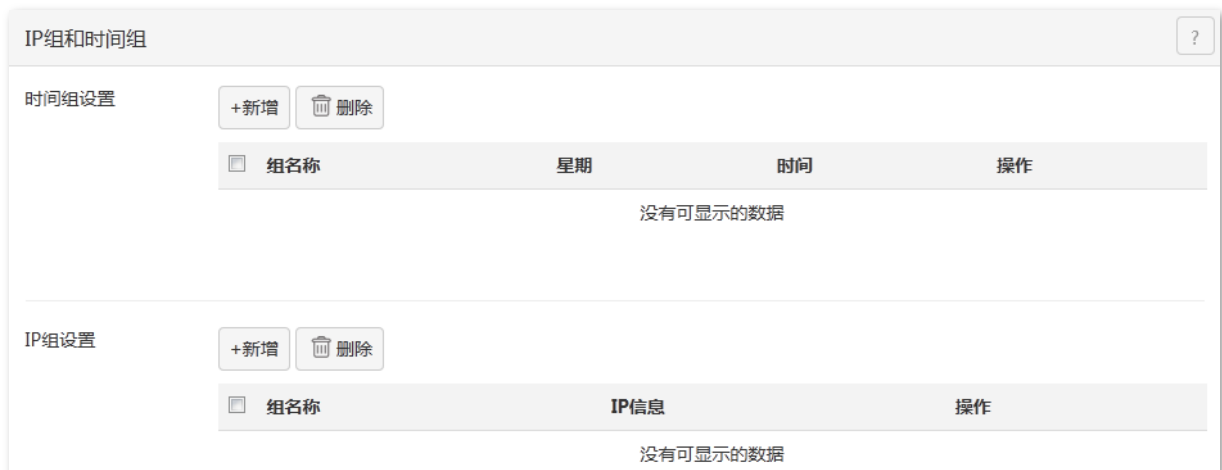 IP组和时间组 ?
时间组设置 +新增 删除
组名称 星期 时间 操作
没有可显示的数据
IP组设置 +新增 删除
组名称 IP信息 操作
没有可显示的数据